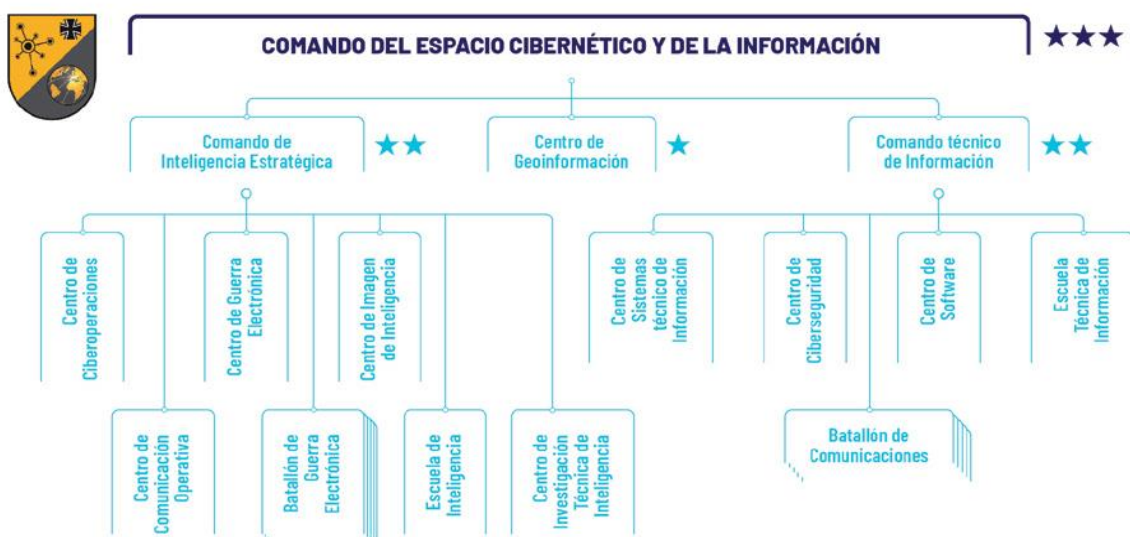 COMANDO DEL ESPACIO CIBERNÉTICO Y DE LA INFORMACIÓN
Comando de
Inteligencia Estratégica
Centro de
Geoinformación
Comando técnico
de Información
Centro de
Ciberoperaciones
Centro de Guerra
Electrónica
Centro de Imagen
de Inteligencia
Centro de
Sistemas
técnico de
Información
Centro de
Ciberseguridad
Centro de
Software
Escuela
Técnica de
Información
Centro de
Comunicación
Operativa
Batallón de
Guerra
Electrónica
Escuela de
Inteligencia
Centro de
Investigación
Técnica de
Inteligencia
Batallón de
Comunicaciones